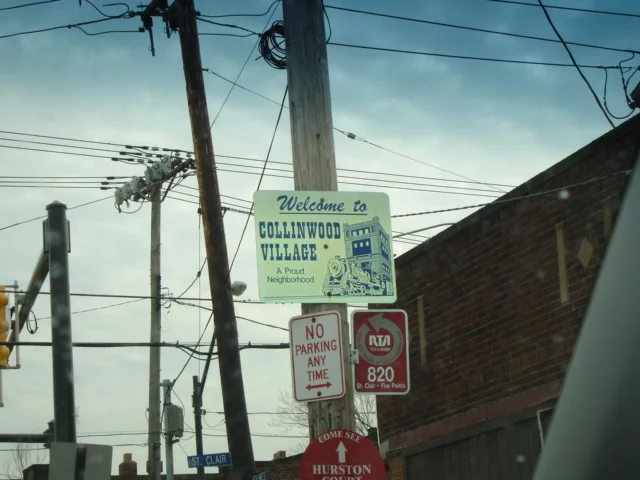 Welcome to
COLLINWOOD
VILLAGE
A Proud
Neighborhood
NO
PARKING
ANY
TIME
RTA
820
St. Clair - Five Points
COME SEE
HURSTON
COURT
ST. CLAIR